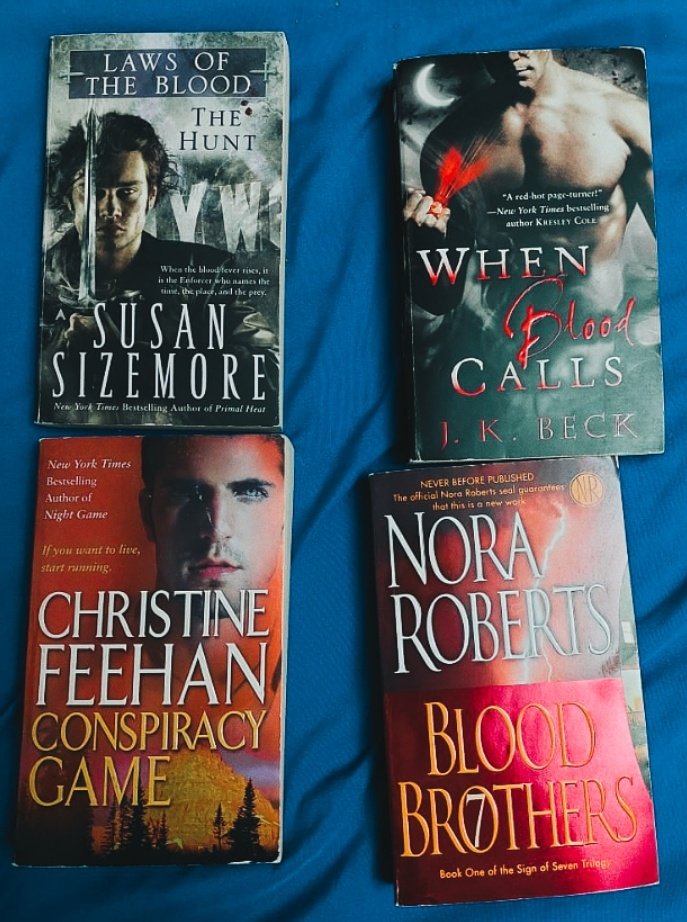 LAWS OF
THE BLOOD
THE
HUNT
When the blood fever rises, it
is the Enforcer who names the
time, the place, and the prey.
SUSAN
SIZEMORE
New York Times Bestselling Author of Primal Heat
"A red-hot page-turner!"
—New York Times bestselling
author KRESLEY COLE
WHEN
Blood
CALLS
J. K. BECK
New York Times
Bestselling
Author of
Night Game
If you want to live,
start running.
CHRISTINE
FEEHAN
CONSPIRACY
GAME
NEVER BEFORE PUBLISHED
The official Nora Roberts seal guarantees
that this is a new work
NR
NORA
ROBERTS
BLOOD
BROTHERS
7
Book One of the Sign of Seven Trilogy